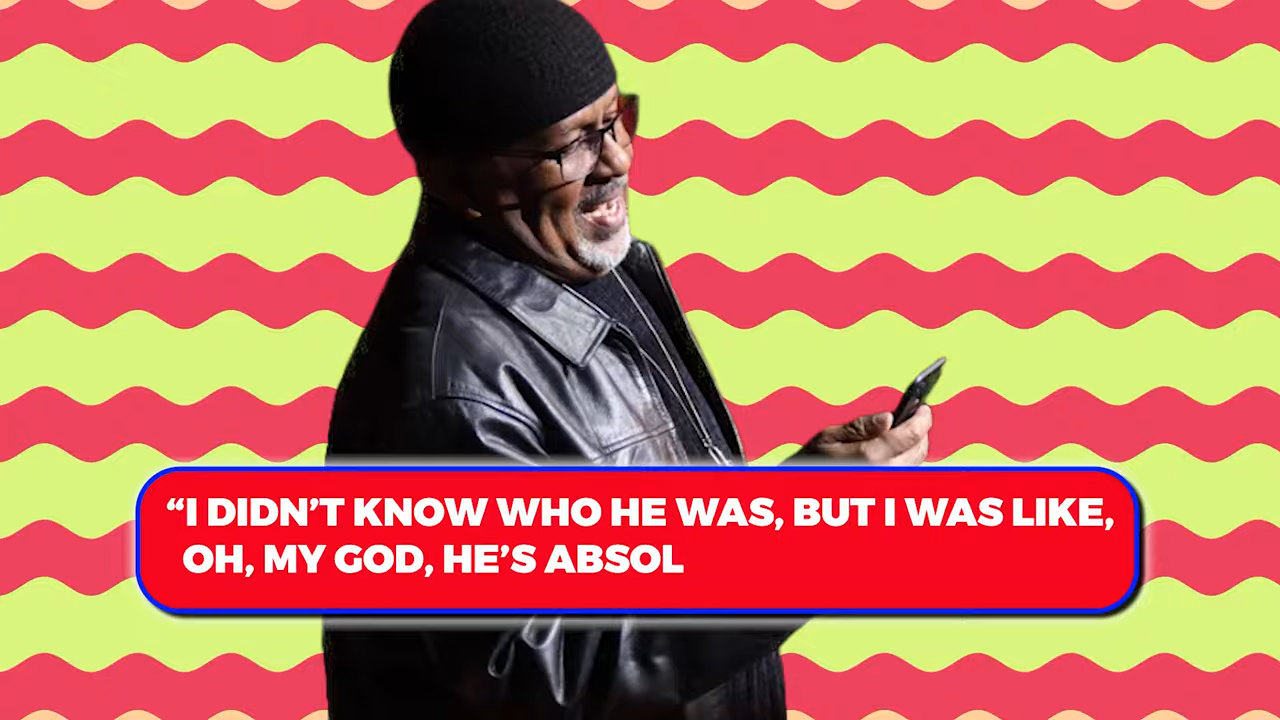 “I DIDN’T KNOW WHO HE WAS, BUT I WAS LIKE,
OH, MY GOD, HE’S ABSOL